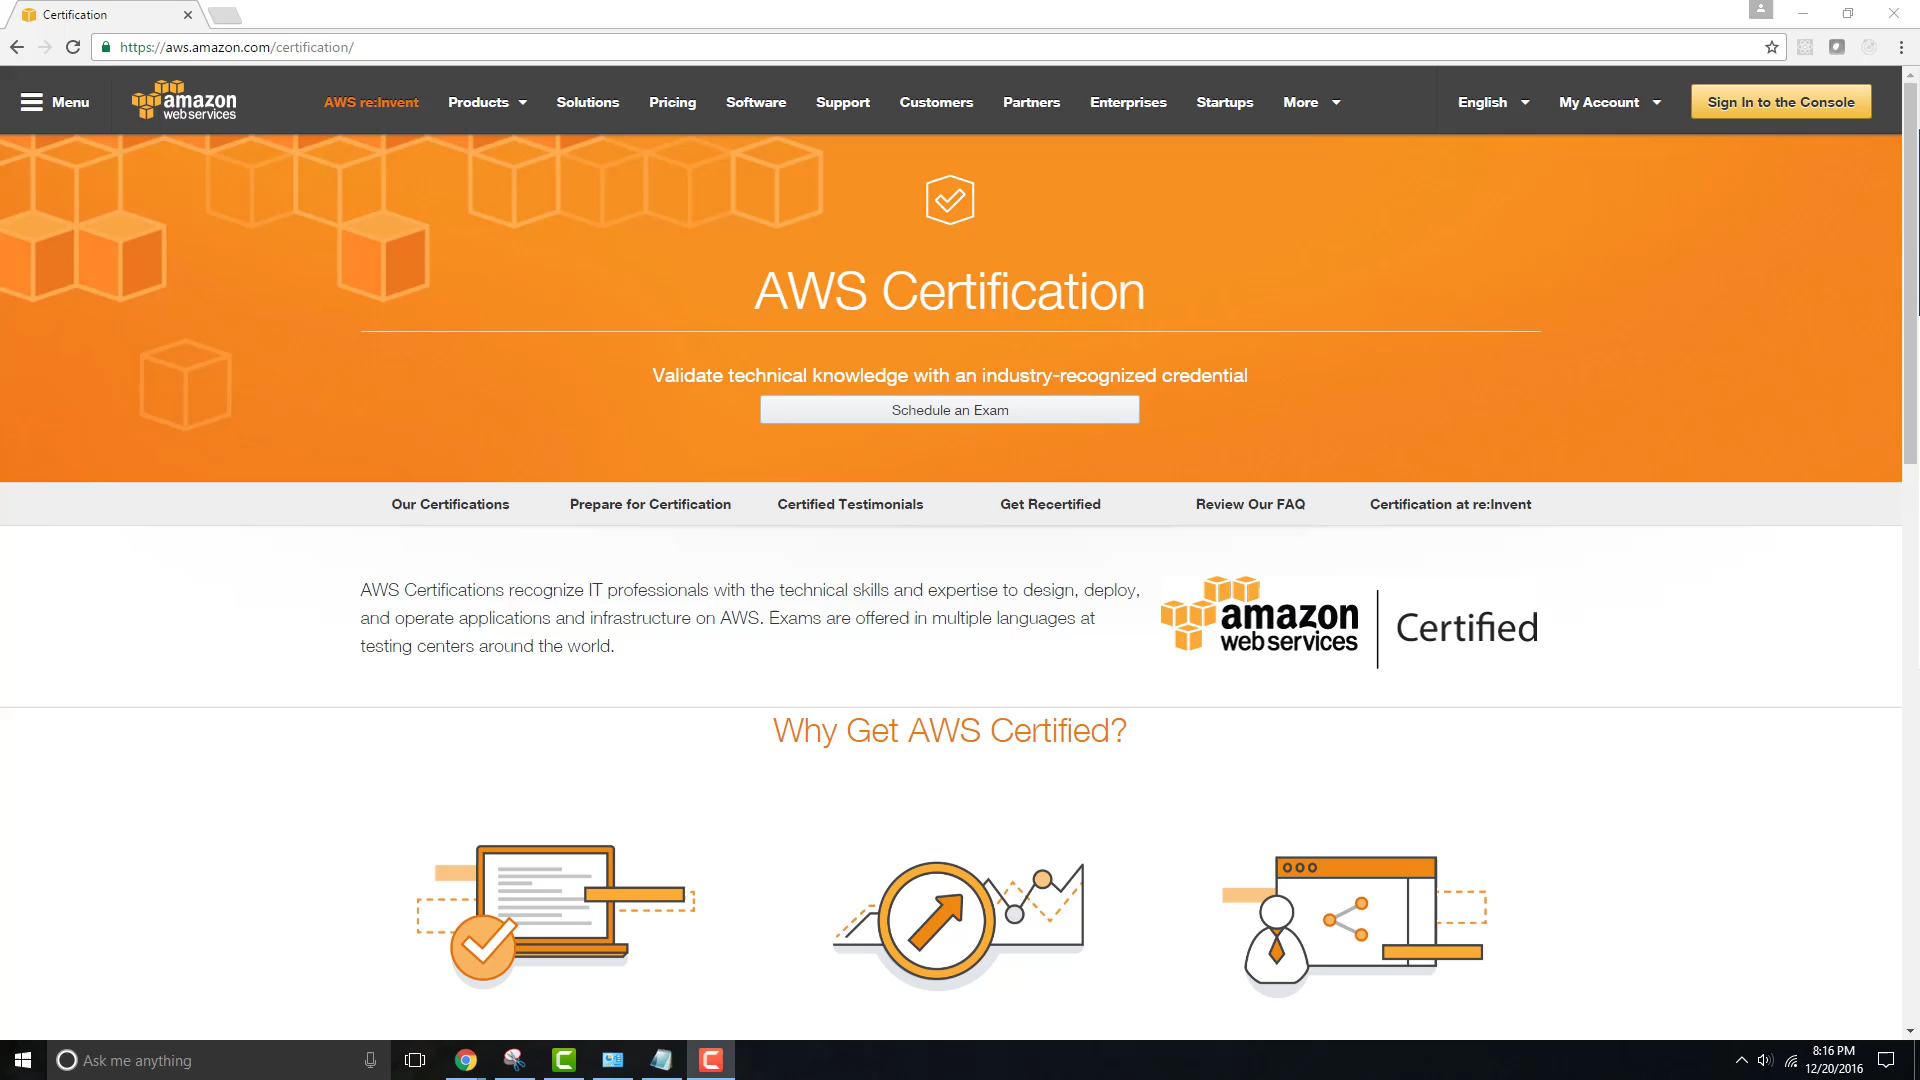 Certification
https://aws.amazon.com/certification/
Menu
amazon
web services
AWS re:Invent
Products
Solutions
Pricing
Software
Support
Customers
Partners
Enterprises
Startups
More
English
My Account
Sign In to the Console
AWS Certification
Validate technical knowledge with an industry-recognized credential
Schedule an Exam
Our Certifications
Prepare for Certification
Certified Testimonials
Get Recertified
Review Our FAQ
Certification at re:Invent
AWS Certifications recognize IT professionals with the technical skills and expertise to design, deploy,
and operate applications and infrastructure on AWS. Exams are offered in multiple languages at
testing centers around the world.
amazon
web services
Certified
Why Get AWS Certified?
Ask me anything
8:16 PM
12/20/2016